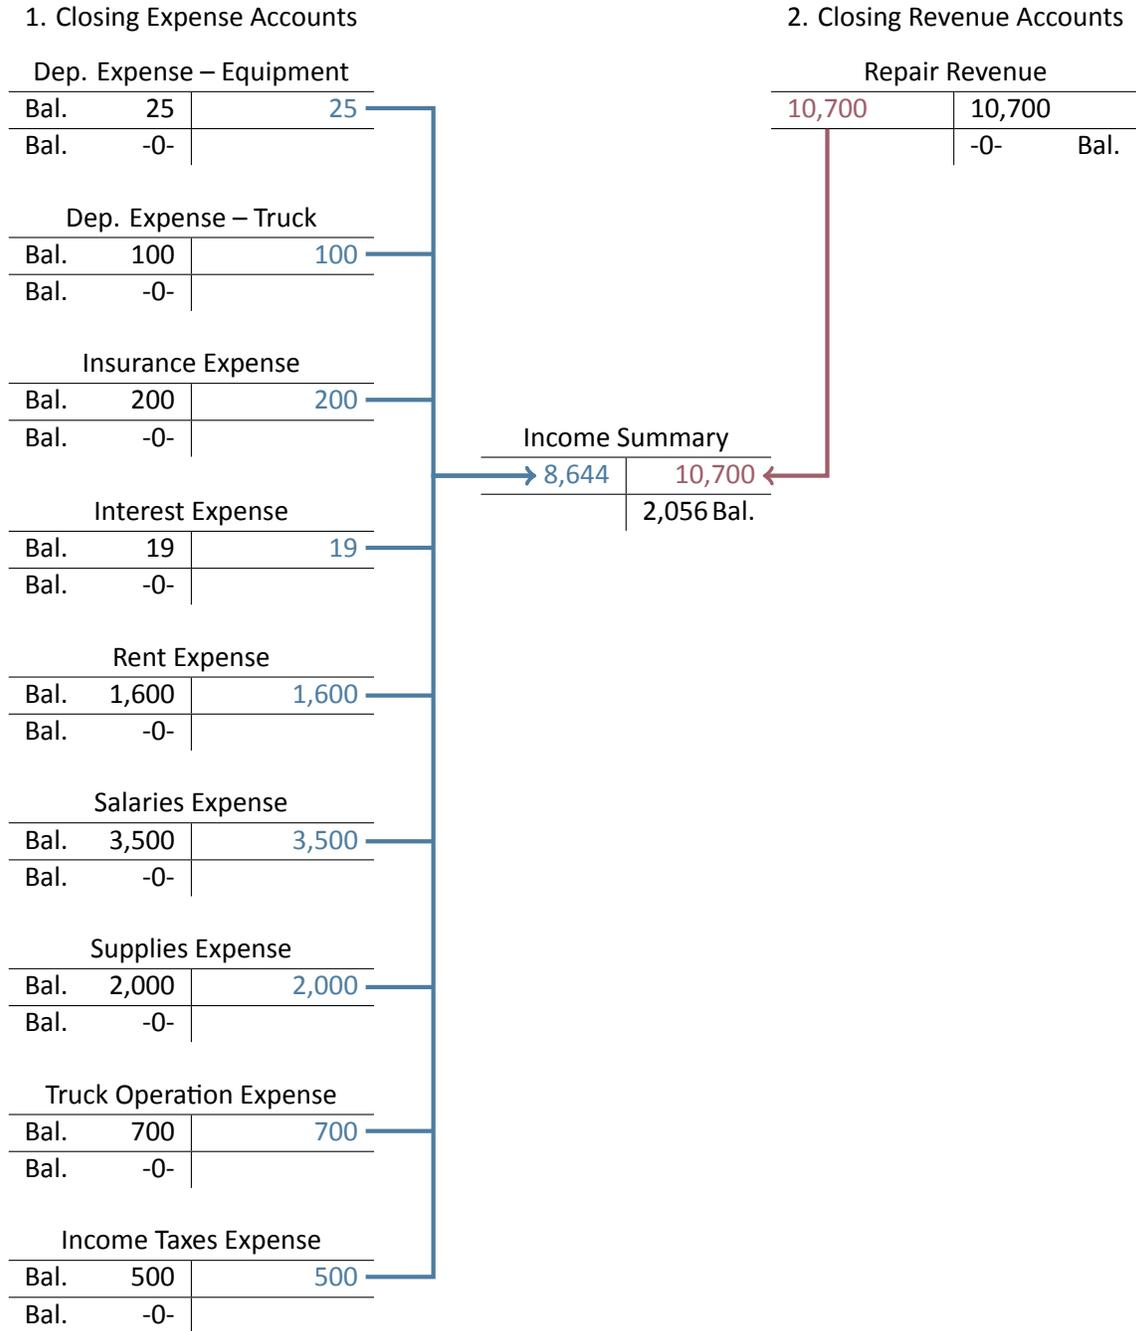 1. Closing Expense Accounts
2. Closing Revenue Accounts
Dep. Expense – Equipment
Bal. 25 25
Bal. -0-
Repair Revenue
10,700 10,700
-0- Bal.
Dep. Expense – Truck
Bal. 100 100
Bal. -0-
Insurance Expense
Bal. 200 200
Bal. -0-
Income Summary
8,644 10,700
2,056 Bal.
Interest Expense
Bal. 19 19
Bal. -0-
Rent Expense
Bal. 1,600 1,600
Bal. -0-
Salaries Expense
Bal. 3,500 3,500
Bal. -0-
Supplies Expense
Bal. 2,000 2,000
Bal. -0-
Truck Operation Expense
Bal. 700 700
Bal. -0-
Income Taxes Expense
Bal. 500 500
Bal. -0-